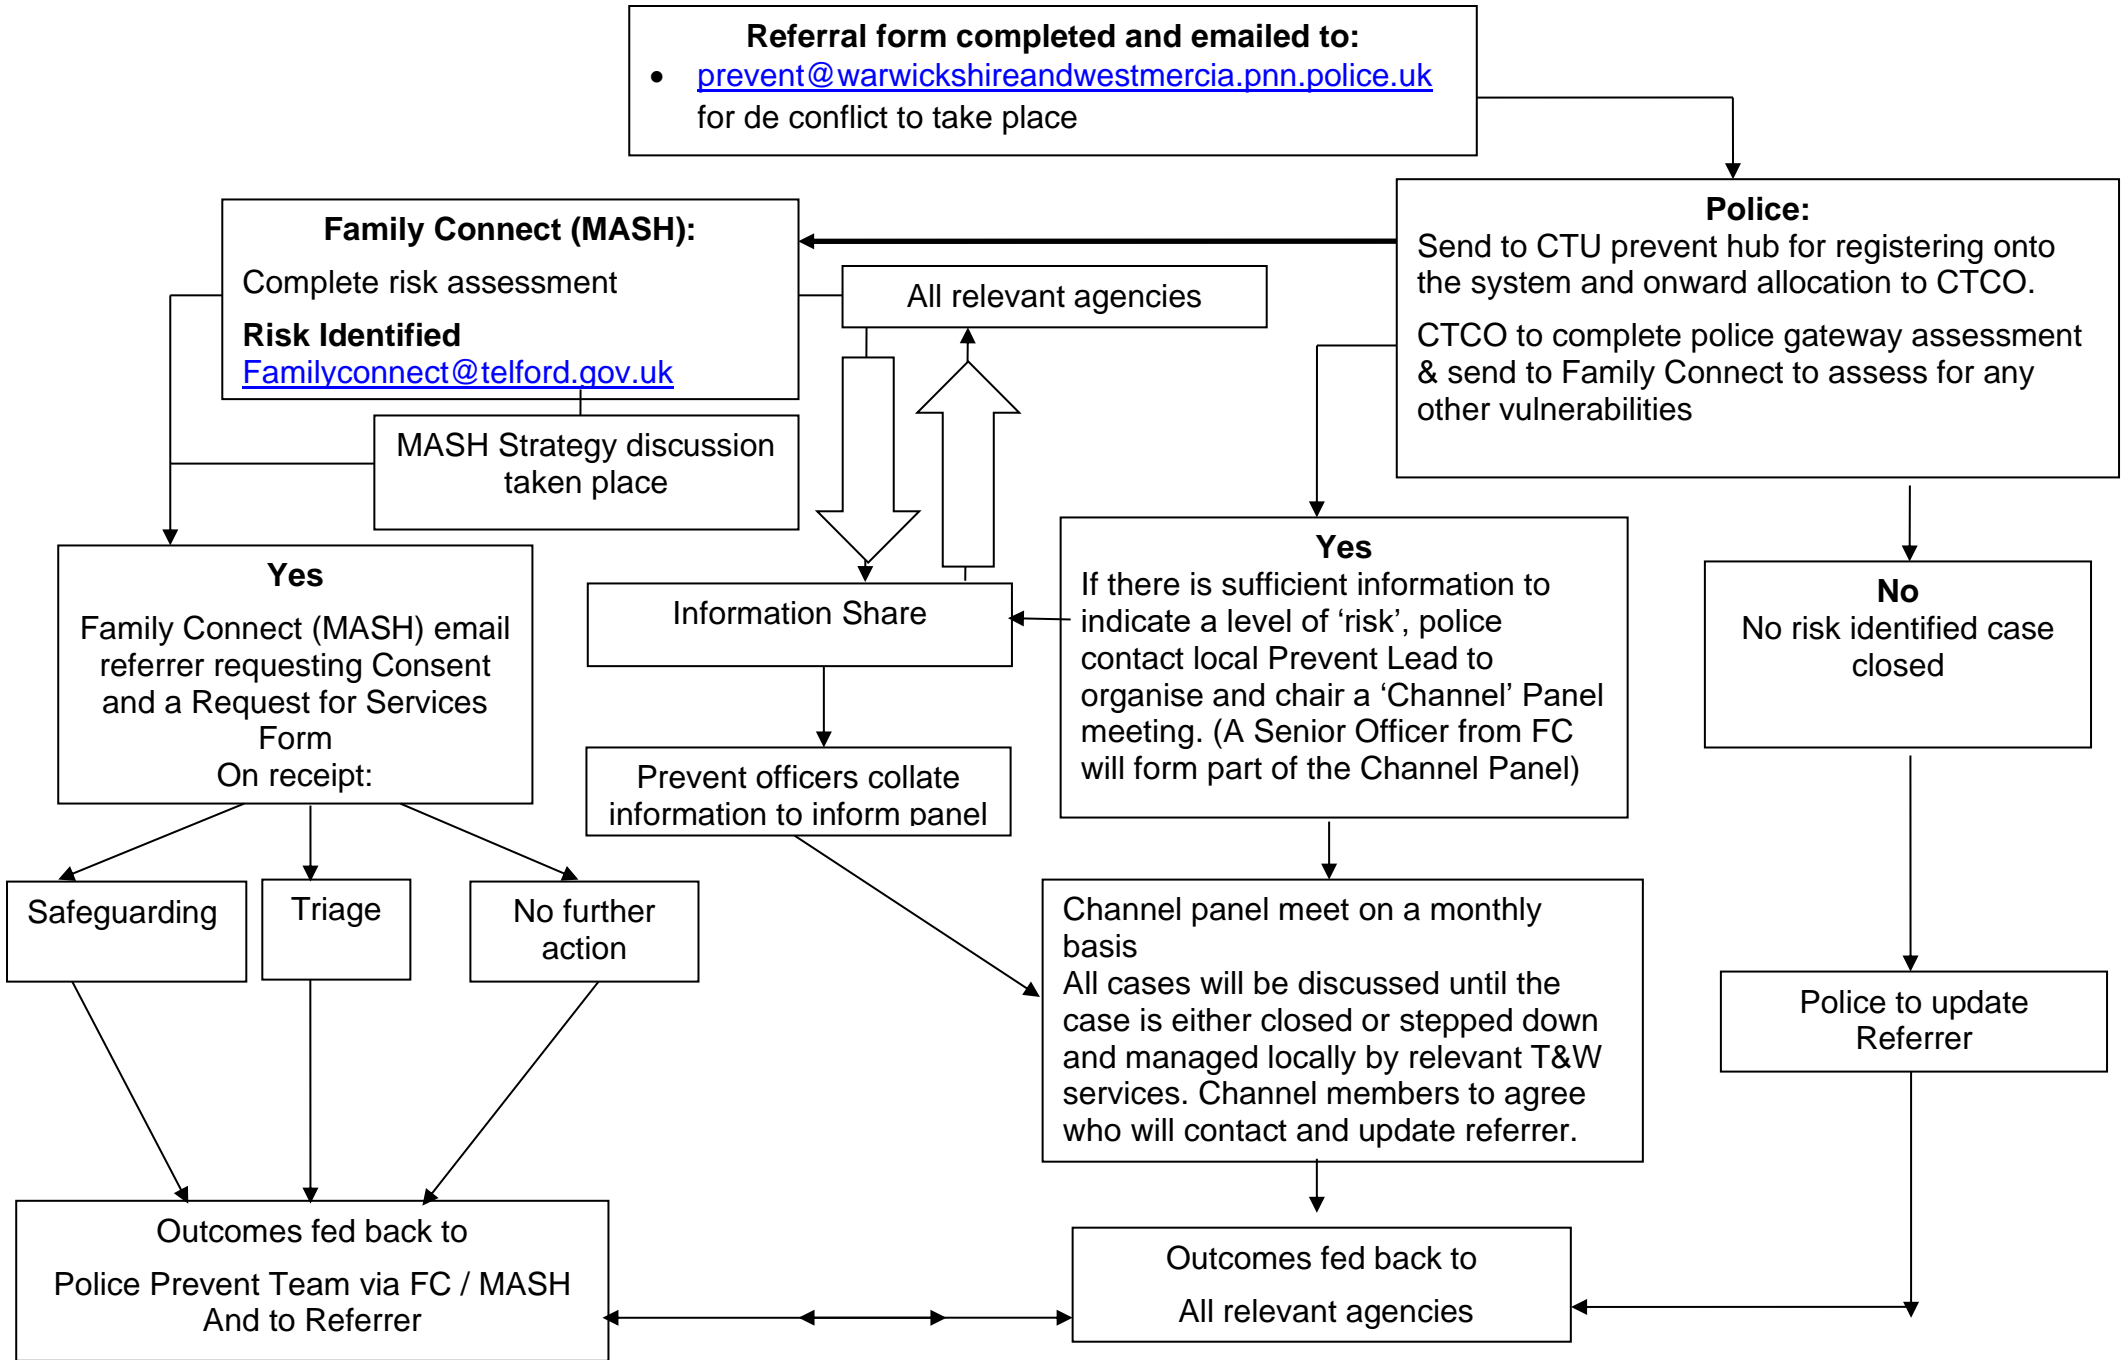 Referral form completed and emailed to:
• prevent@warwickshireandwestmercia.pnn.police.uk
for de conflict to take place
Family Connect (MASH):
Complete risk assessment
Risk Identified
Familyconnect@telford.gov.uk
All relevant agencies
Police:
Send to CTU prevent hub for registering onto
the system and onward allocation to CTCO.
CTCO to complete police gateway assessment
& send to Family Connect to assess for any
other vulnerabilities
MASH Strategy discussion
taken place
Yes
Family Connect (MASH) email
referrer requesting Consent
and a Request for Services
Form
On receipt:
Information Share
Yes
If there is sufficient information to
indicate a level of ‘risk’, police
contact local Prevent Lead to
organise and chair a ‘Channel’ Panel
meeting. (A Senior Officer from FC
will form part of the Channel Panel)
No
No risk identified case
closed
Prevent officers collate
information to inform panel
Safeguarding
Triage
No further
action
Channel panel meet on a monthly
basis
All cases will be discussed until the
case is either closed or stepped down
and managed locally by relevant T&W
services. Channel members to agree
who will contact and update referrer.
Police to update
Referrer
Outcomes fed back to
Police Prevent Team via FC / MASH
And to Referrer
Outcomes fed back to
All relevant agencies